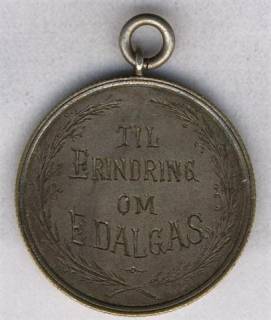 TIL
ERINDRING
OM
E. DALGAS.